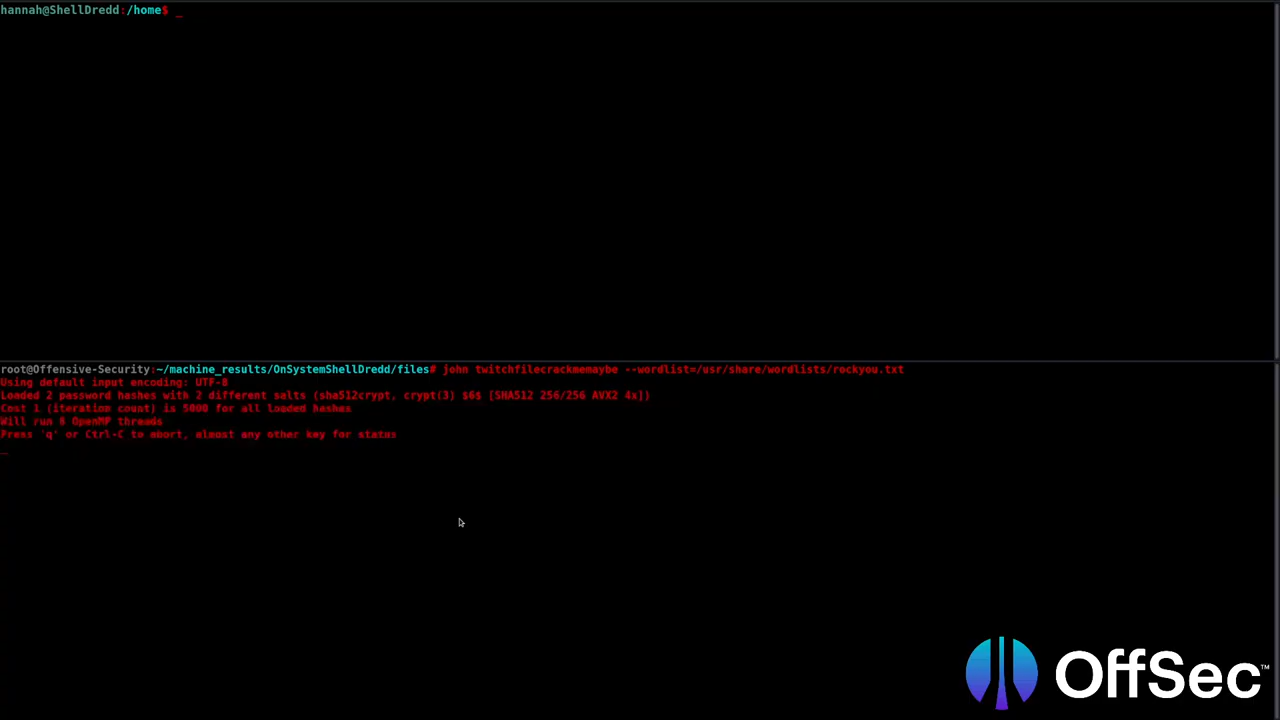 hannah@ShellDredd:/home$ _
root@Offensive-Security:~/machine_results/OnSystemShellDredd/files# john twitchfilecrackmemaybe --wordlist=/usr/share/wordlists/rockyou.txt
Using default input encoding: UTF-8
Loaded 2 password hashes with 2 different salts (sha512crypt, crypt(3) $6$ [SHA512 256/256 AVX2 4x])
Cost 1 (iteration count) is 5000 for all loaded hashes
Will run 8 OpenMP threads
Press 'q' or Ctrl-C to abort, almost any other key for status
_
OffSec™